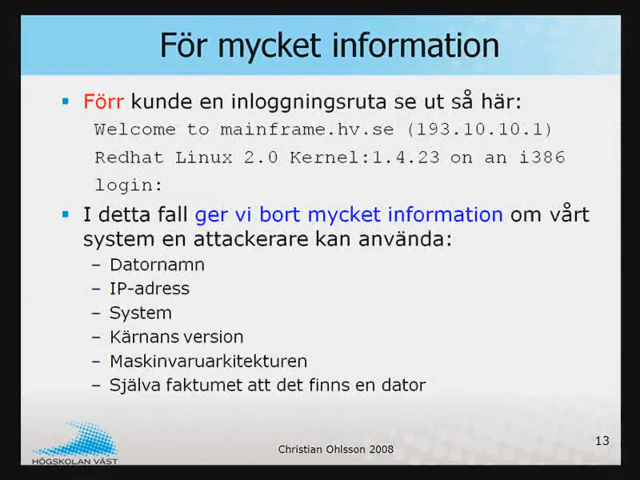 För mycket information
Förr kunde en inloggningsruta se ut så här:
Welcome to mainframe.hv.se (193.10.10.1)
Redhat Linux 2.0 Kernel:1.4.23 on an i386
login:
I detta fall ger vi bort mycket information om vårt
system en attackerare kan använda:
– Datornamn
– IP-adress
– System
– Kärnans version
– Maskinvaruarkitekturen
– Själva faktumet att det finns en dator
HÖGSKOLAN VÄST
Christian Ohlsson 2008
13